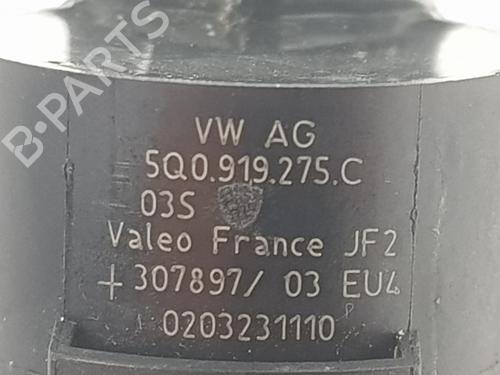 VW AG
5Q0.919.275.C
03S
Valeo France JF2
+307897/ 03 EU4
0203231110
B-PARTS